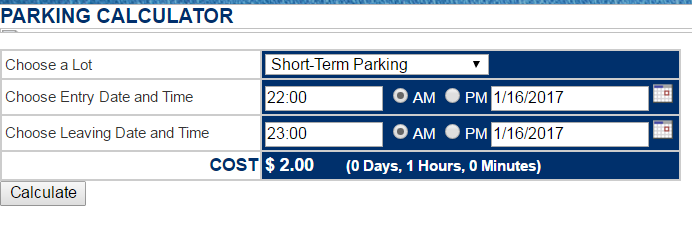 PARKING CALCULATOR
Choose a Lot Short-Term Parking
Choose Entry Date and Time 22:00 AM PM 1/16/2017
Choose Leaving Date and Time 23:00 AM PM 1/16/2017
COST $ 2.00 (0 Days, 1 Hours, 0 Minutes)
Calculate